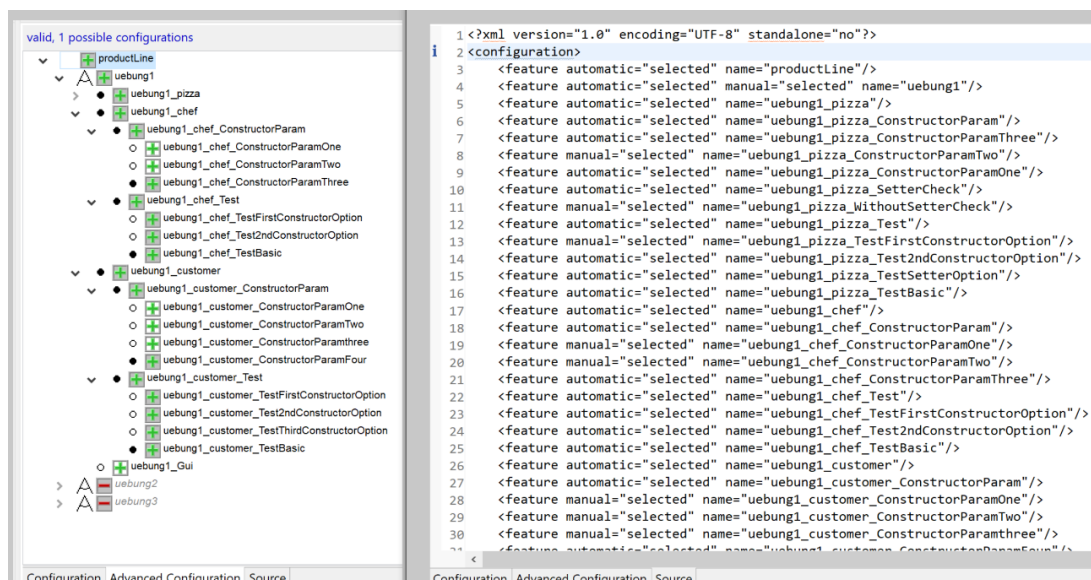 valid, 1 possible configurations
productLine
uebung1
uebung1_pizza
uebung1_chef
uebung1_chef_ConstructorParam
uebung1_chef_ConstructorParamOne
uebung1_chef_ConstructorParamTwo
uebung1_chef_ConstructorParamThree
uebung1_chef_Test
uebung1_chef_TestFirstConstructorOption
uebung1_chef_Test2ndConstructorOption
uebung1_chef_TestBasic
uebung1_customer
uebung1_customer_ConstructorParam
uebung1_customer_ConstructorParamOne
uebung1_customer_ConstructorParamTwo
uebung1_customer_ConstructorParamthree
uebung1_customer_ConstructorParamFour
uebung1_customer_Test
uebung1_customer_TestFirstConstructorOption
uebung1_customer_Test2ndConstructorOption
uebung1_customer_TestThirdConstructorOption
uebung1_customer_TestBasic
uebung1_Gui
uebung2
uebung3
Configuration Advanced Configuration Source
1 <?xml version="1.0" encoding="UTF-8" standalone="no"?>
2 <configuration>
3 <feature automatic="selected" name="productLine"/>
4 <feature automatic="selected" manual="selected" name="uebung1"/>
5 <feature automatic="selected" name="uebung1_pizza"/>
6 <feature automatic="selected" name="uebung1_pizza_ConstructorParam"/>
7 <feature automatic="selected" name="uebung1_pizza_ConstructorParamThree"/>
8 <feature manual="selected" name="uebung1_pizza_ConstructorParamTwo"/>
9 <feature automatic="selected" name="uebung1_pizza_ConstructorParamOne"/>
10 <feature automatic="selected" name="uebung1_pizza_SetterCheck"/>
11 <feature manual="selected" name="uebung1_pizza_WithoutSetterCheck"/>
12 <feature automatic="selected" name="uebung1_pizza_Test"/>
13 <feature manual="selected" name="uebung1_pizza_TestFirstConstructorOption"/>
14 <feature automatic="selected" name="uebung1_pizza_Test2ndConstructorOption"/>
15 <feature automatic="selected" name="uebung1_pizza_TestSetterOption"/>
16 <feature automatic="selected" name="uebung1_pizza_TestBasic"/>
17 <feature automatic="selected" name="uebung1_chef"/>
18 <feature automatic="selected" name="uebung1_chef_ConstructorParam"/>
19 <feature manual="selected" name="uebung1_chef_ConstructorParamOne"/>
20 <feature manual="selected" name="uebung1_chef_ConstructorParamTwo"/>
21 <feature automatic="selected" name="uebung1_chef_ConstructorParamThree"/>
22 <feature automatic="selected" name="uebung1_chef_Test"/>
23 <feature automatic="selected" name="uebung1_chef_TestFirstConstructorOption"/>
24 <feature automatic="selected" name="uebung1_chef_Test2ndConstructorOption"/>
25 <feature automatic="selected" name="uebung1_chef_TestBasic"/>
26 <feature automatic="selected" name="uebung1_customer"/>
27 <feature automatic="selected" name="uebung1_customer_ConstructorParam"/>
28 <feature manual="selected" name="uebung1_customer_ConstructorParamOne"/>
29 <feature manual="selected" name="uebung1_customer_ConstructorParamTwo"/>
30 <feature manual="selected" name="uebung1_customer_ConstructorParamthree"/>
<feature automatic="selected" name="uebung1_customer_ConstructorParamFour"/>
Configuration Advanced Configuration Source